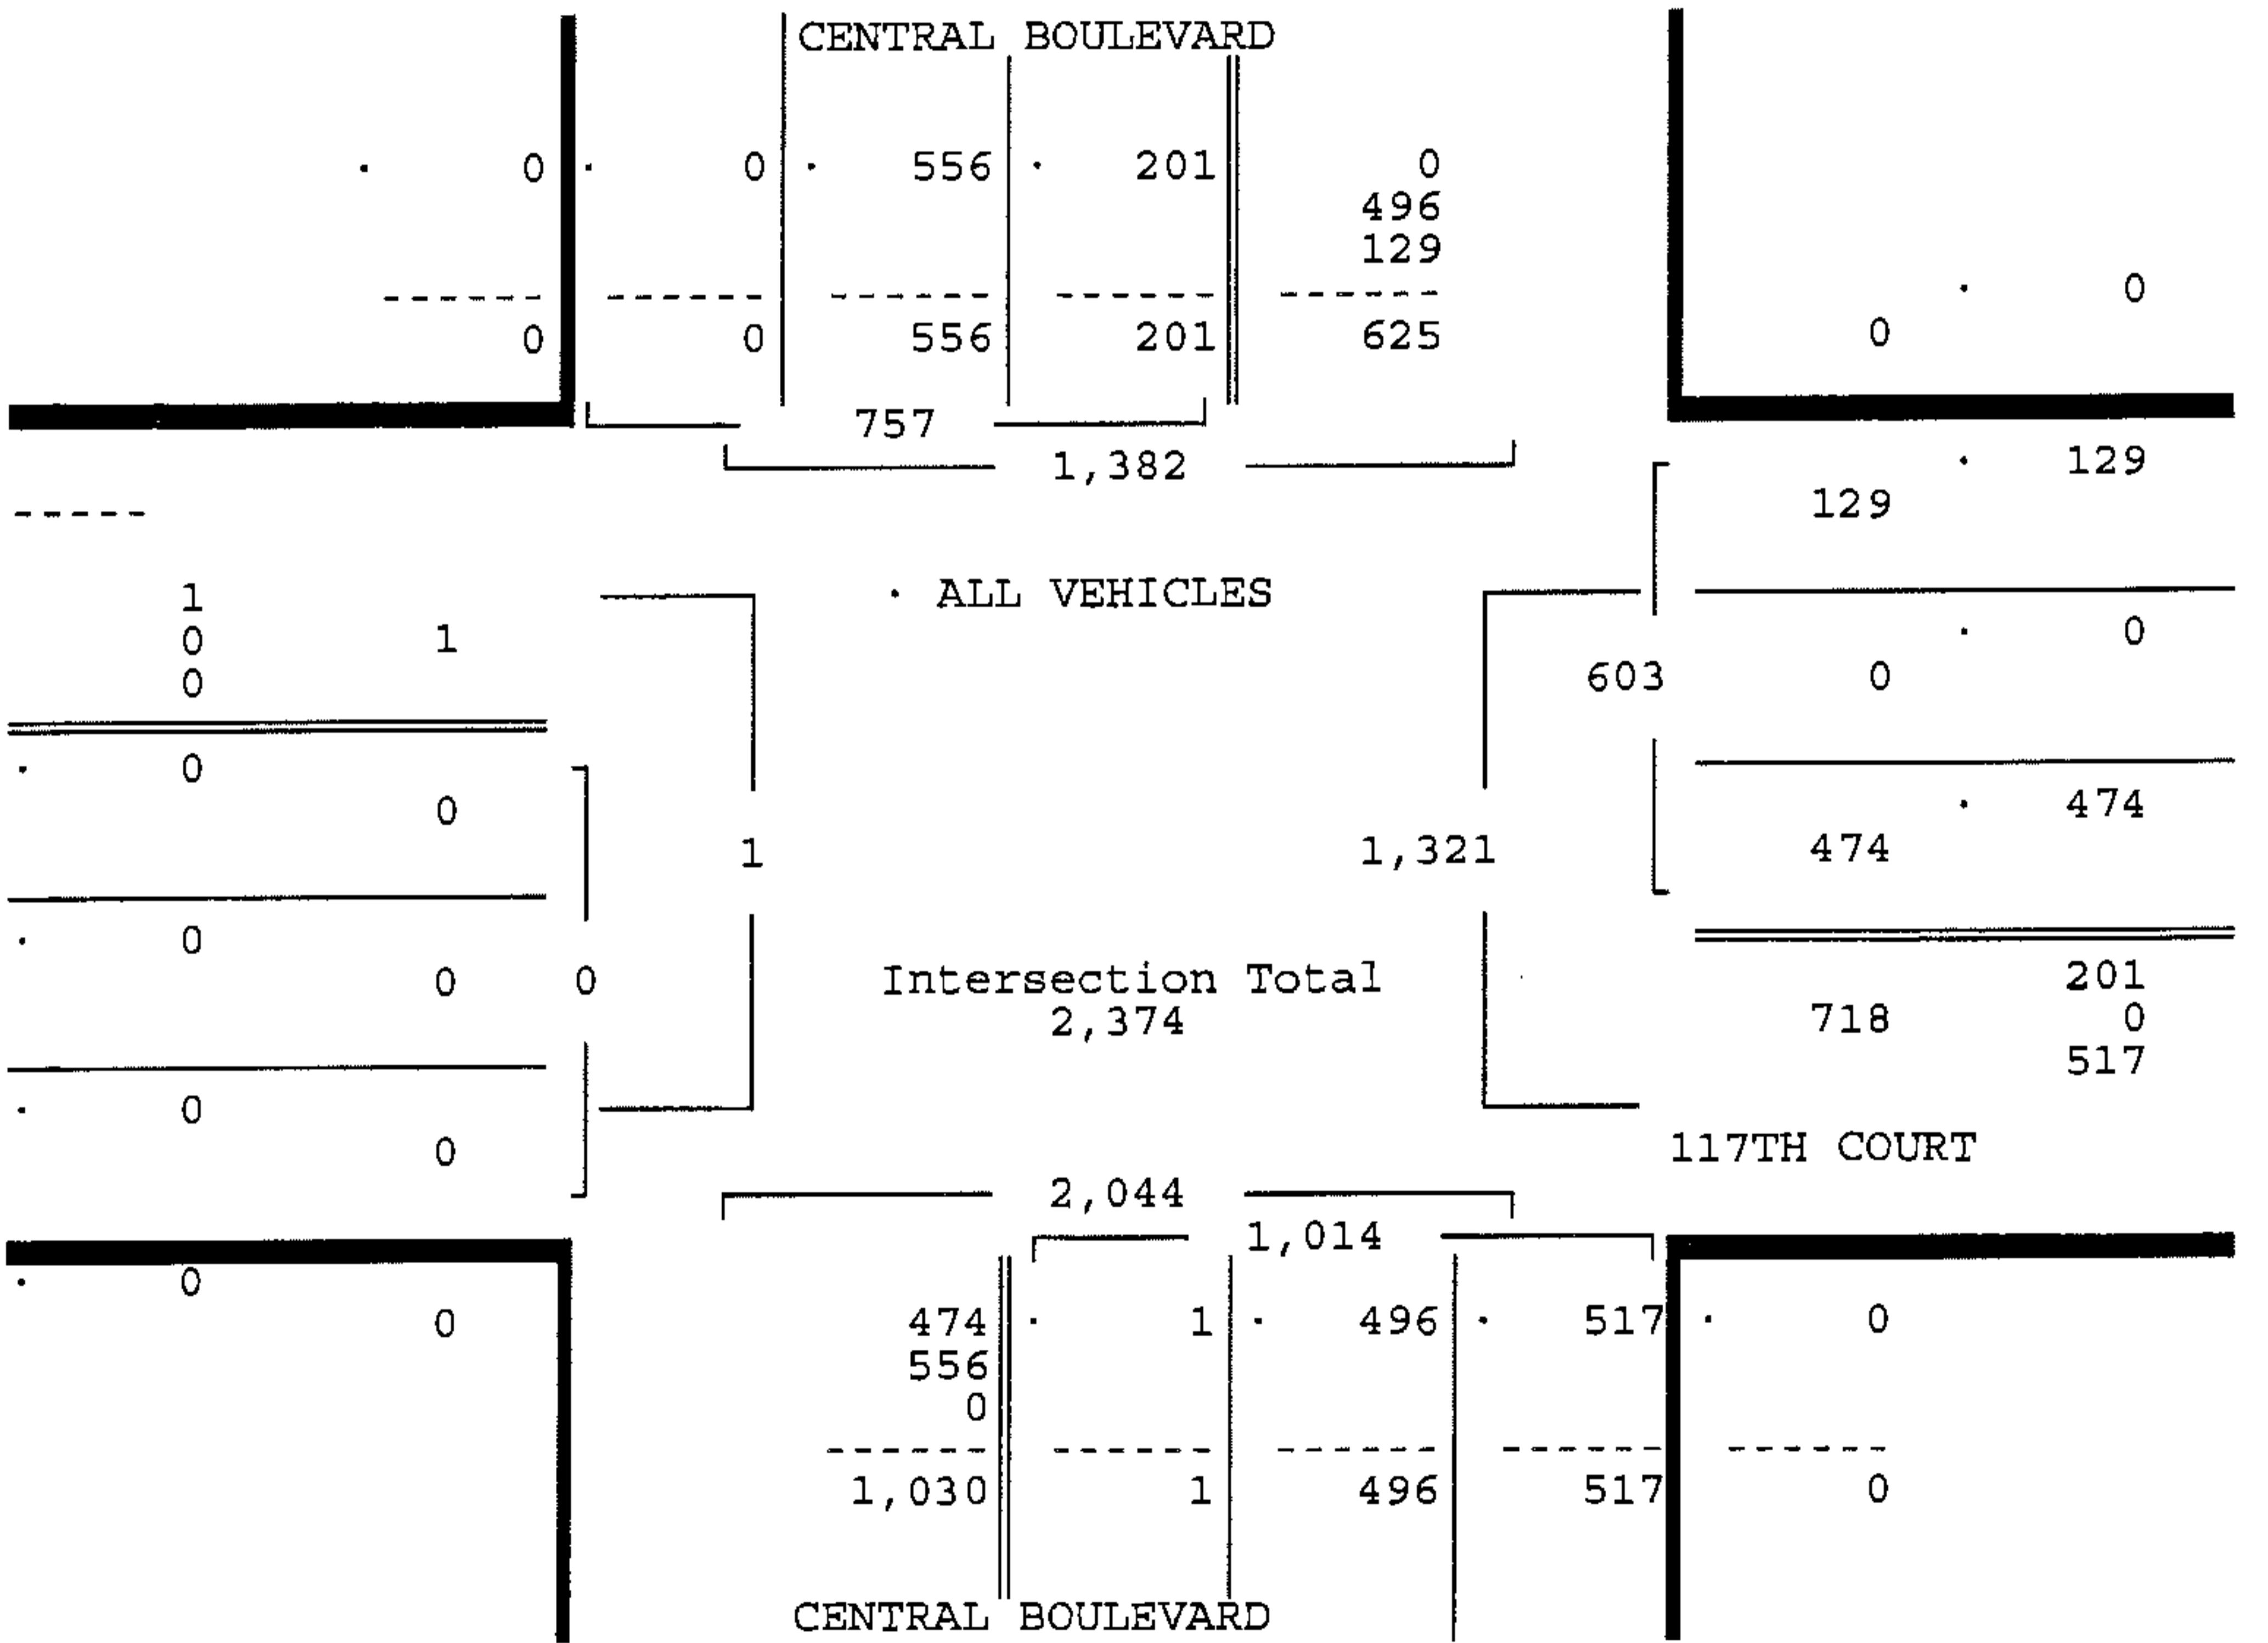 CENTRAL BOULEVARD
· 0 · 0 · 556 · 201 0
496
129
------ ------ ------ ------ ------
· 0
0 0 556 201 625 0
757
1,382 · 129
----- 129
1 · ALL VEHICLES
0 1 · 0
0 603 0
· 0
0 · 474
1 1,321 474
· 0
0 0 Intersection Total 201
2,374 718 0
517
· 0
0 117TH COURT
2,044
1,014
· 0
0 474 · 1 · 496 · 517 · 0
556
0
------ ------ ------ ------ ------
1,030 1 496 517 0
CENTRAL BOULEVARD